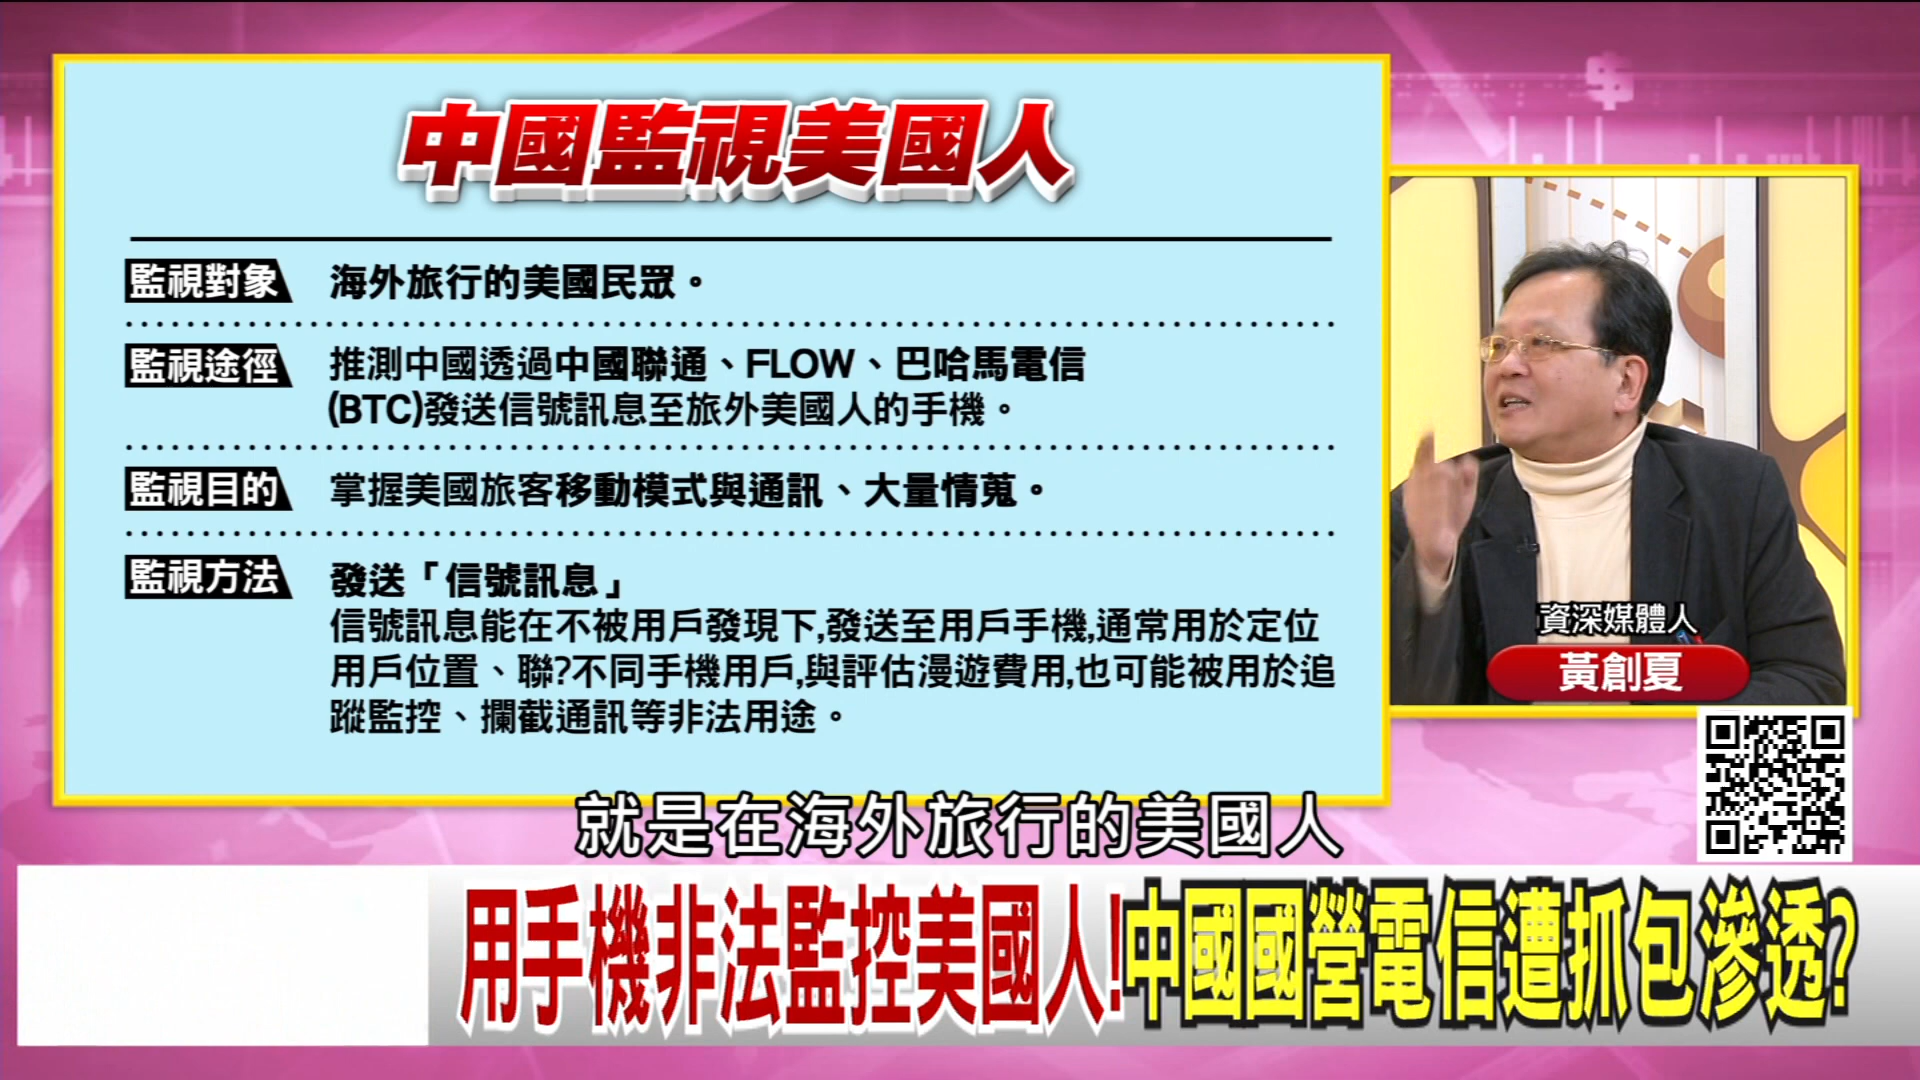 中國監視美國人
監視對象
海外旅行的美國民眾。
監視途徑
推測中國透過中國聯通、FLOW、巴哈馬電信
(BTC)發送信號訊息至旅外美國人的手機。
監視目的
掌握美國旅客移動模式與通訊、大量情蒐。
監視方法
發送「信號訊息」
信號訊息能在不被用戶發現下,發送至用戶手機,通常用於定位
用戶位置、聯?不同手機用戶,與評估漫遊費用,也可能被用於追
蹤監控、攔截通訊等非法用途。
資深媒體人
黃創夏
就是在海外旅行的美國人
用手機非法監控美國人!中國國營電信遭抓包滲透?